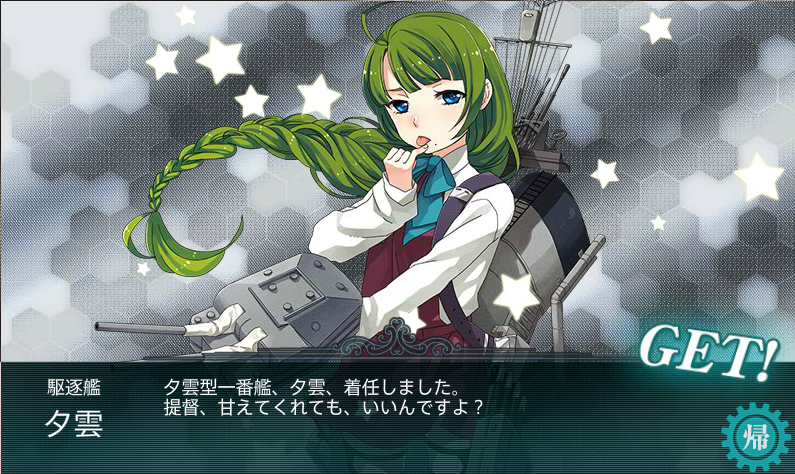 GET!
駆逐艦
夕雲
夕雲型一番艦、夕雲、着任しました。
提督、甘えてくれても、いいんですよ？
帰